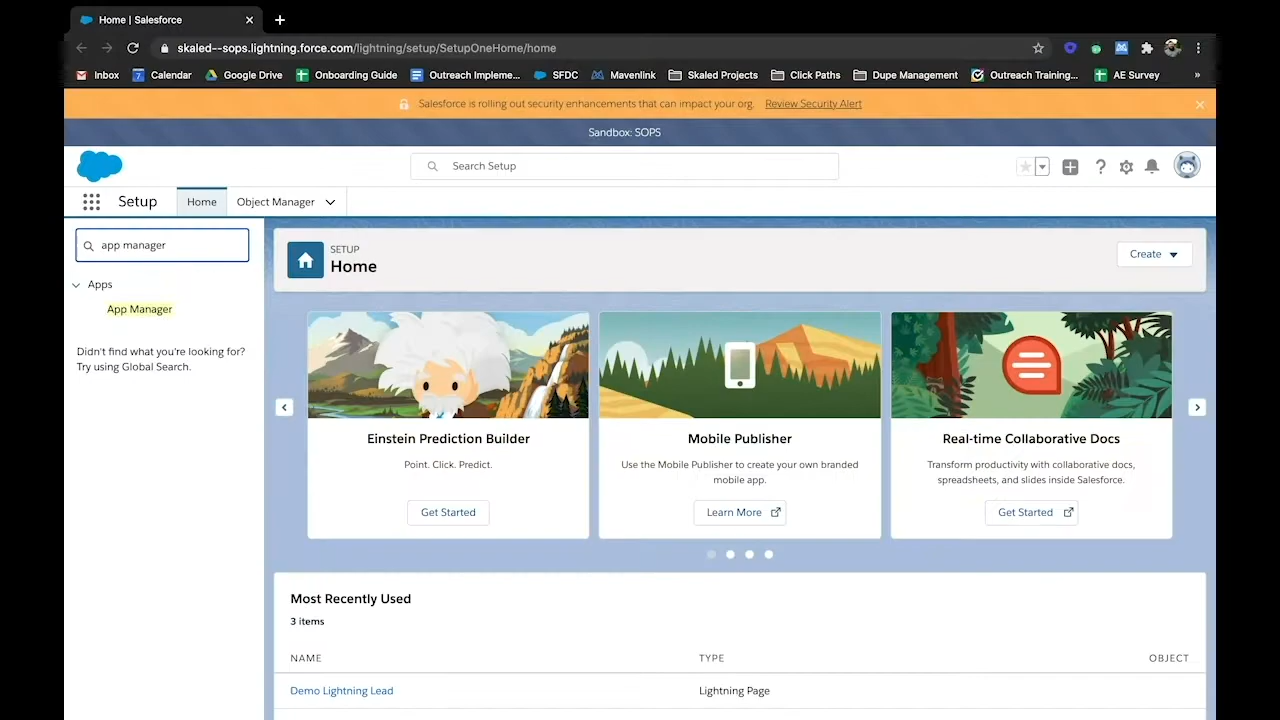 Home | Salesforce
skaled--sops.lightning.force.com/lightning/setup/SetupOneHome/home
Inbox
7 Calendar
Google Drive
Onboarding Guide
Outreach Impleme...
SFDC
Mavenlink
Skaled Projects
Click Paths
Dupe Management
Outreach Training...
AE Survey
»
Salesforce is rolling out security enhancements that can impact your org. Review Security Alert
Sandbox: SOPS
Search Setup
Setup
Home
Object Manager
app manager
Apps
App Manager
Didn't find what you're looking for?
Try using Global Search.
SETUP
Home
Create
Einstein Prediction Builder
Point. Click. Predict.
Get Started
Mobile Publisher
Use the Mobile Publisher to create your own branded
mobile app.
Learn More
Real-time Collaborative Docs
Transform productivity with collaborative docs,
spreadsheets, and slides inside Salesforce.
Get Started
Most Recently Used
3 items
NAME
TYPE
OBJECT
Demo Lightning Lead
Lightning Page